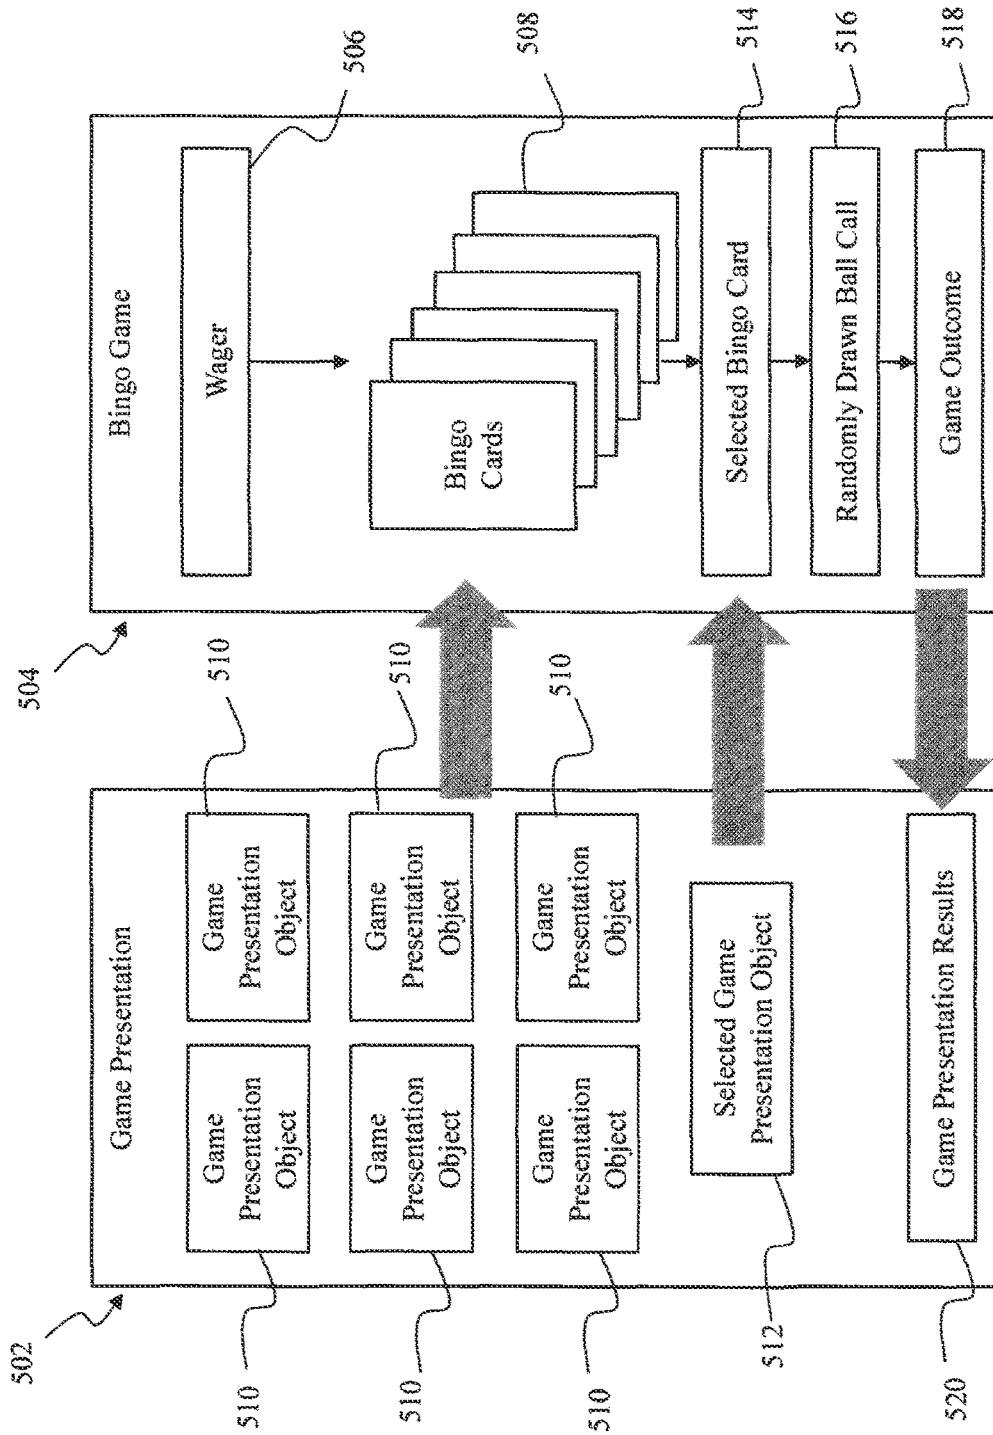 502
Game Presentation
510
Game
Presentation
Object
Game
Presentation
Object
510
510
Game
Presentation
Object
Game
Presentation
Object
510
510
Game
Presentation
Object
Game
Presentation
Object
510
512
Selected Game
Presentation Object
520
Game Presentation Results
504
Bingo Game
Wager
506
Bingo
Cards
508
Selected Bingo Card
514
Randomly Drawn Ball Call
516
Game Outcome
518